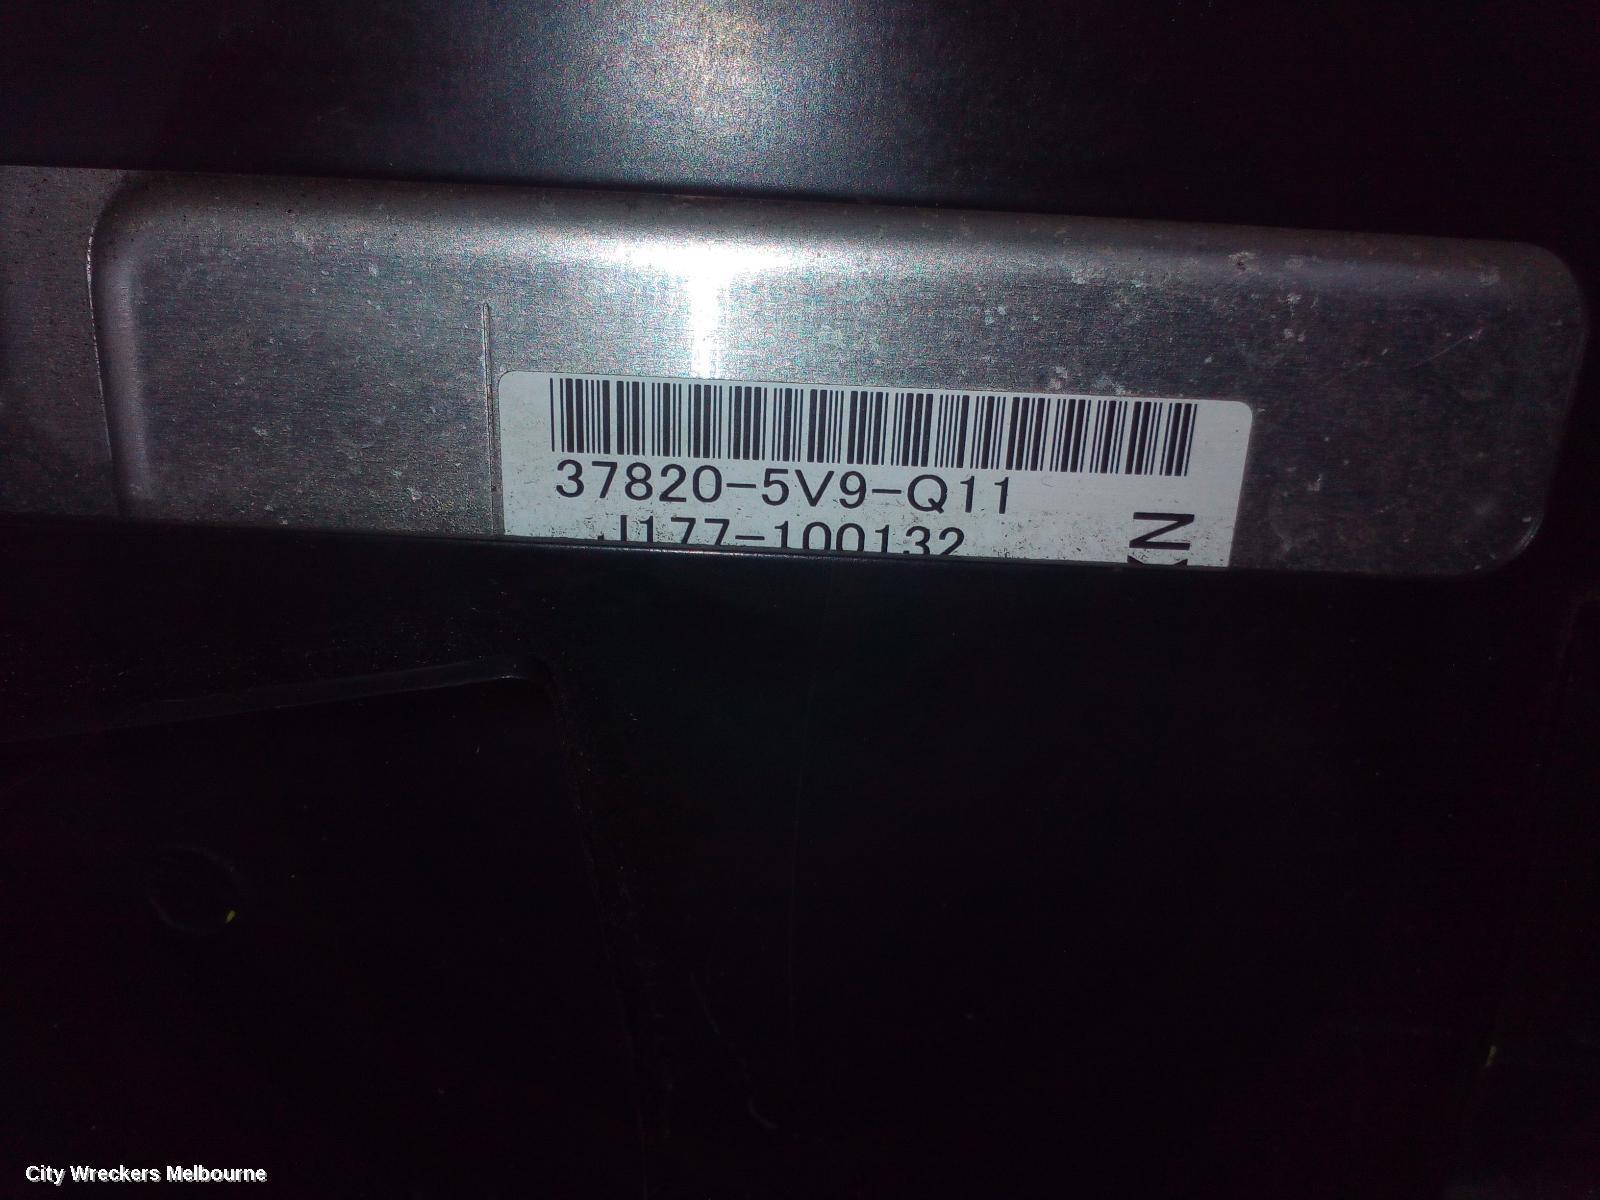 37820-5V9-Q11
J177-100132
City Wreckers Melbourne